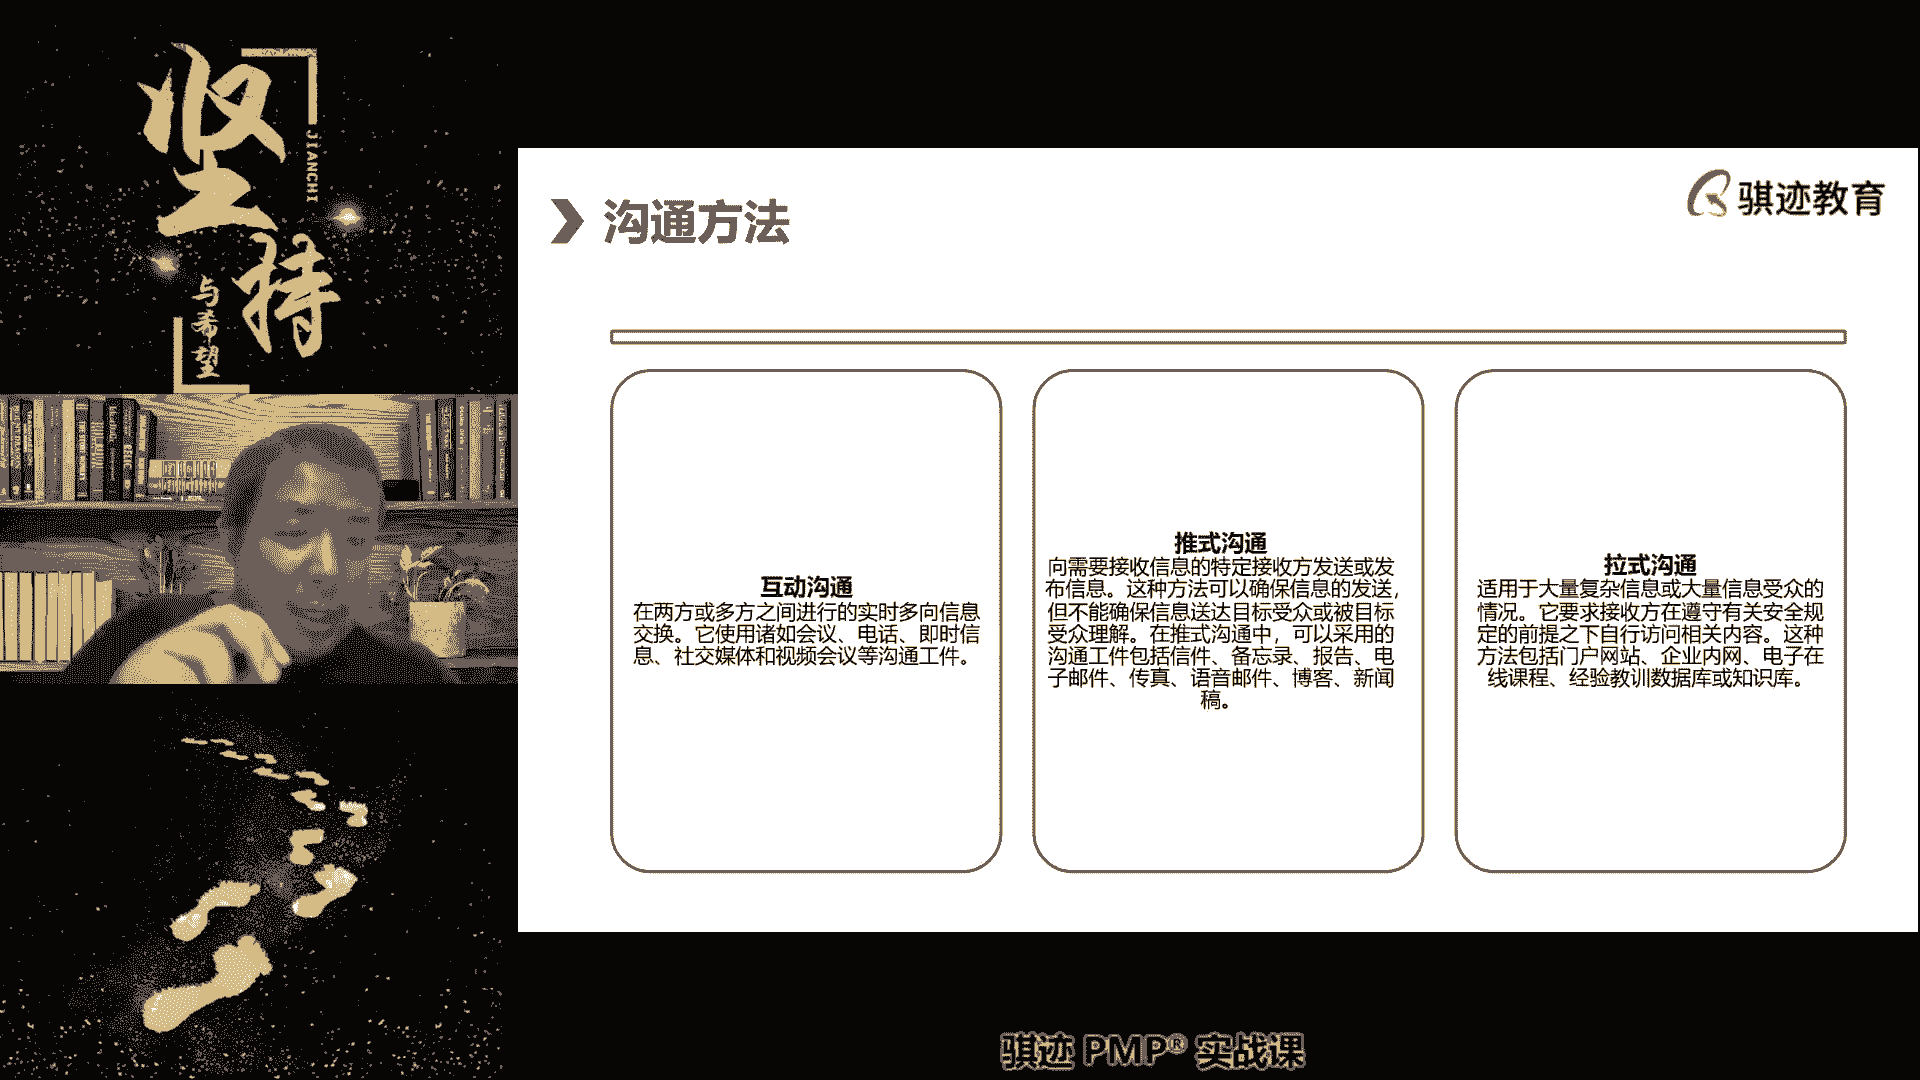 坚持
JIANCHI
与希望
骐迹教育
沟通方法
互动沟通
在两方或多方之间进行的实时多向信息
交换。它使用诸如会议、电话、即时信
息、社交媒体和视频会议等沟通工件。
推式沟通
向需要接收信息的特定接收方发送或发
布信息。这种方法可以确保信息的发送,
但不能确保信息送达目标受众或被目标
受众理解。在推式沟通中，可以采用的
沟通工件包括信件、备忘录、报告、电
子邮件、传真、语音邮件、博客、新闻
稿。
拉式沟通
适用于大量复杂信息或大量信息受众的
情况。它要求接收方在遵守有关安全规
定的前提之下自行访问相关内容。这种
方法包括门户网站、企业内网、电子在
线课程、经验教训数据库或知识库。
骐迹 PMP® 实战课